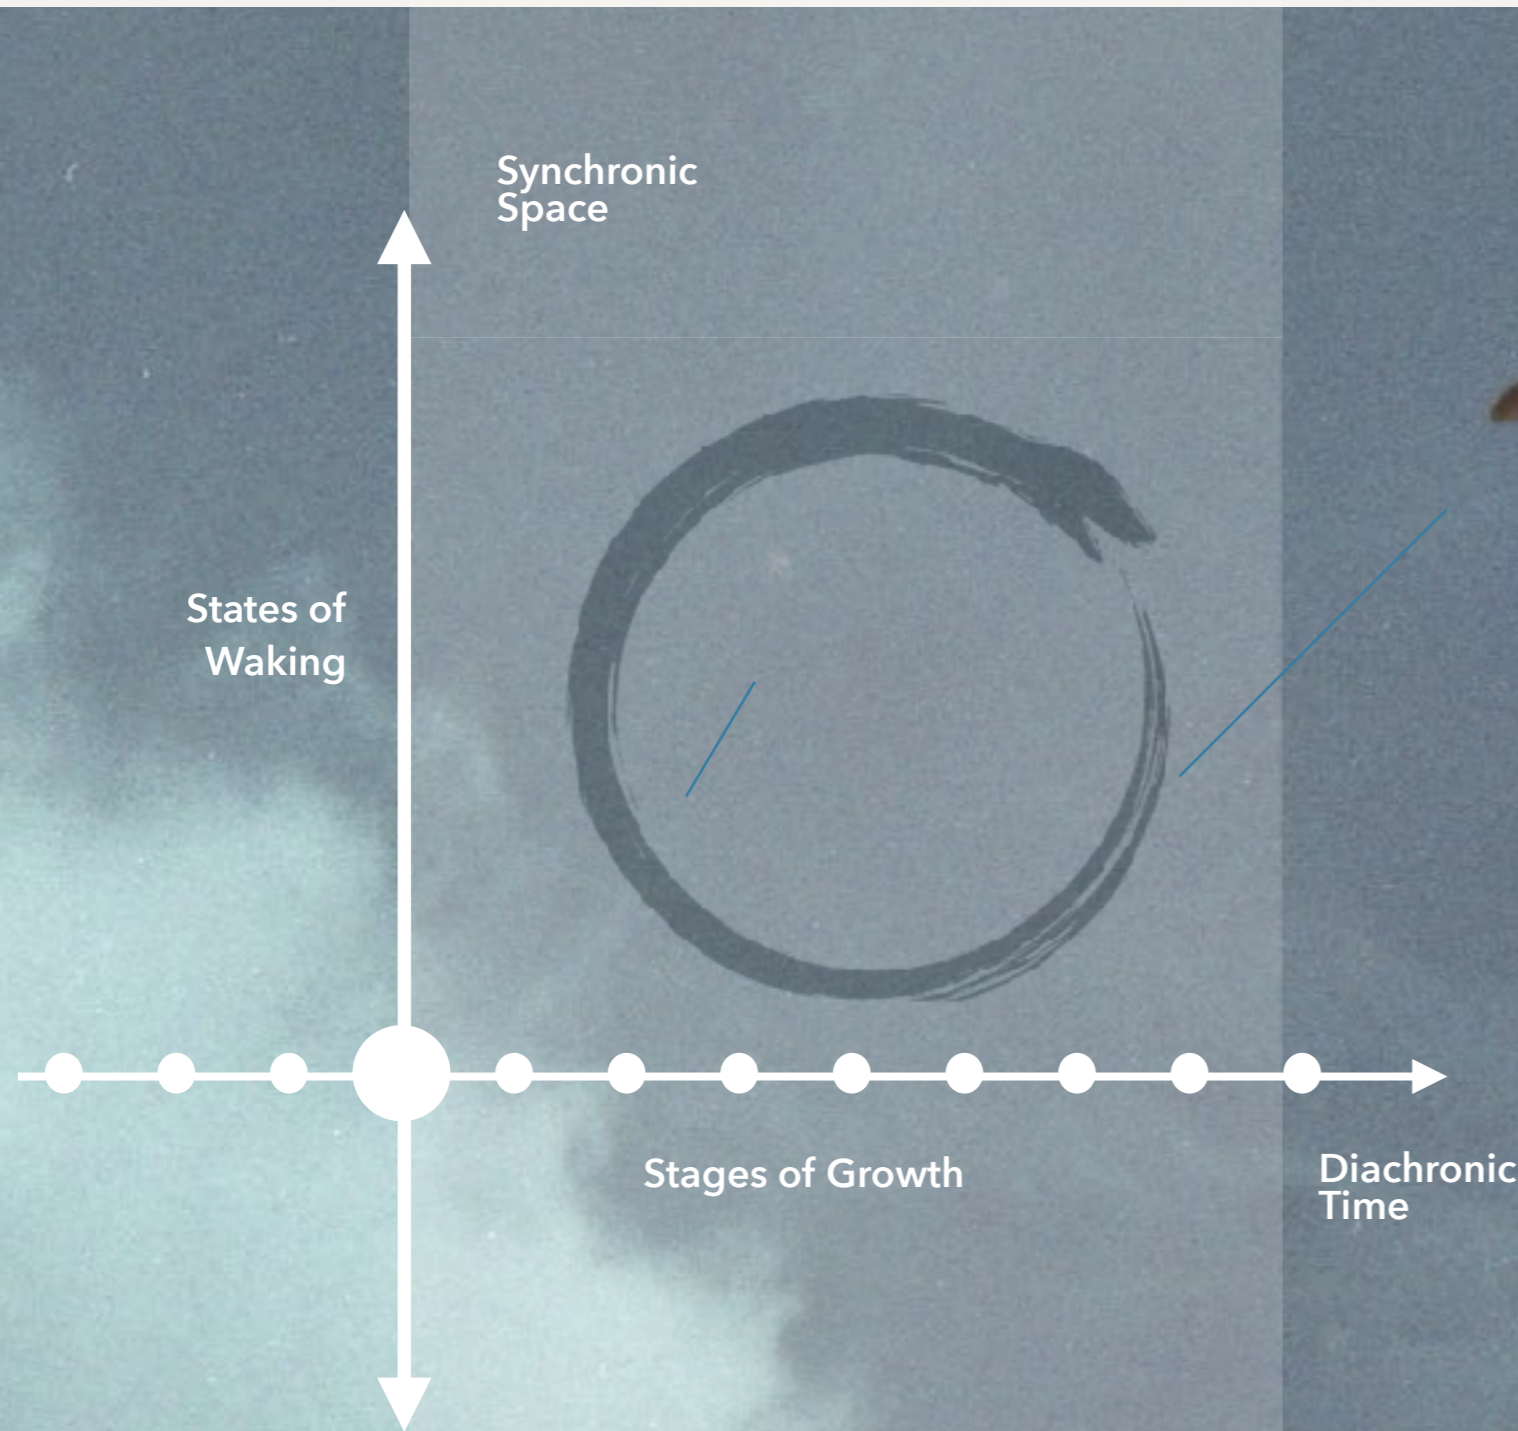 Synchronic
Space
States of
Waking
Stages of Growth
Diachronic
Time